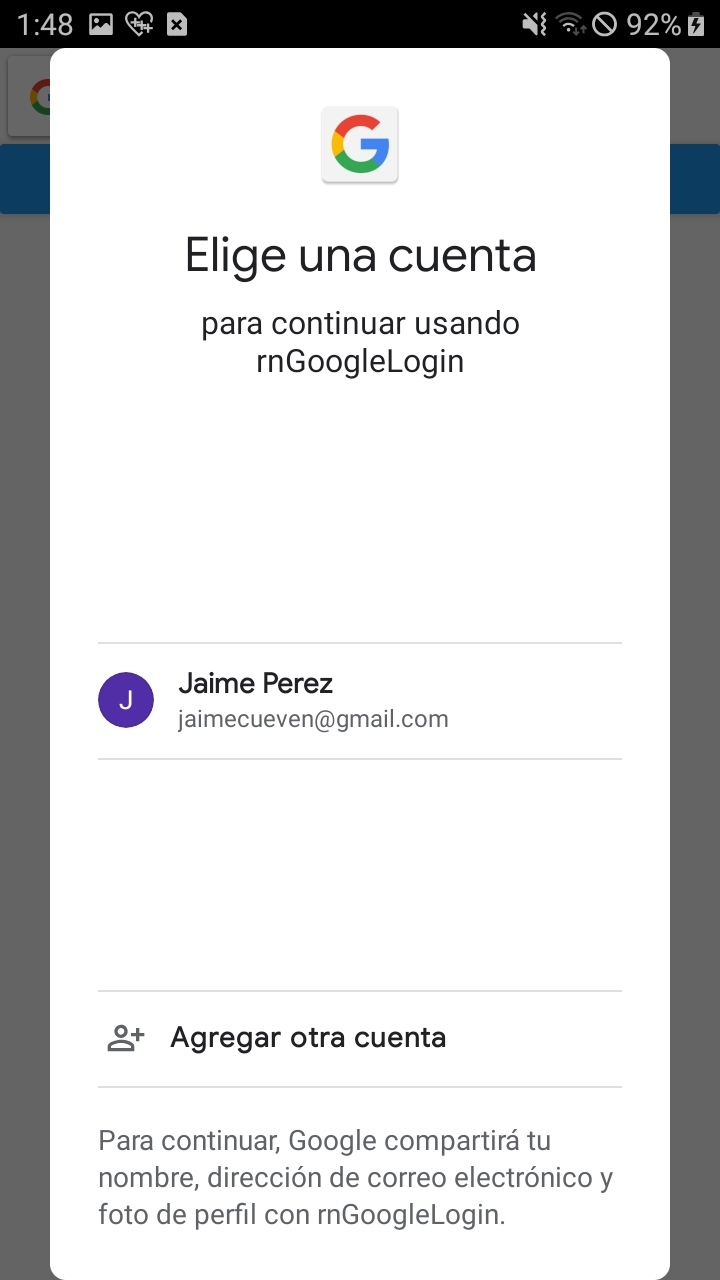 1:48 92%
Elige una cuenta
para continuar usando
rnGoogleLogin
J
Jaime Perez
jaimecueven@gmail.com
Agregar otra cuenta
Para continuar, Google compartirá tu
nombre, dirección de correo electrónico y
foto de perfil con rnGoogleLogin.